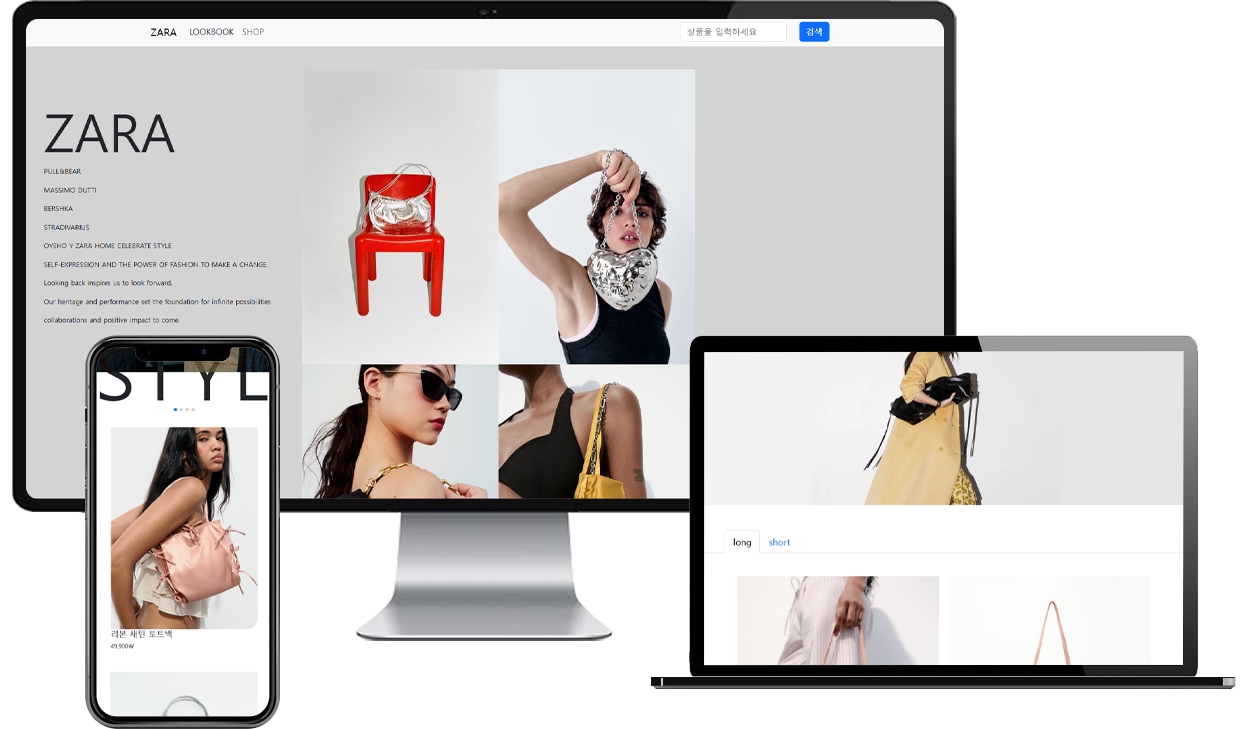 ZARA LOOKBOOK SHOP 상품을 입력하세요 검색
ZARA
PULL&BEAR
MASSIMO DUTTI
BERSHKA
STRADIVARIUS
OYSHO Y ZARA HOME CELEBRATE STYLE
SELF-EXPRESSION AND THE POWER OF FASHION TO MAKE A CHANGE.
Looking back inspires us to look forward.
Our heritage and performance set the foundation for infinite possibilities
collaborations and positive impact to come.
STYL
리본 새틴 토트백
49,900₩
long short